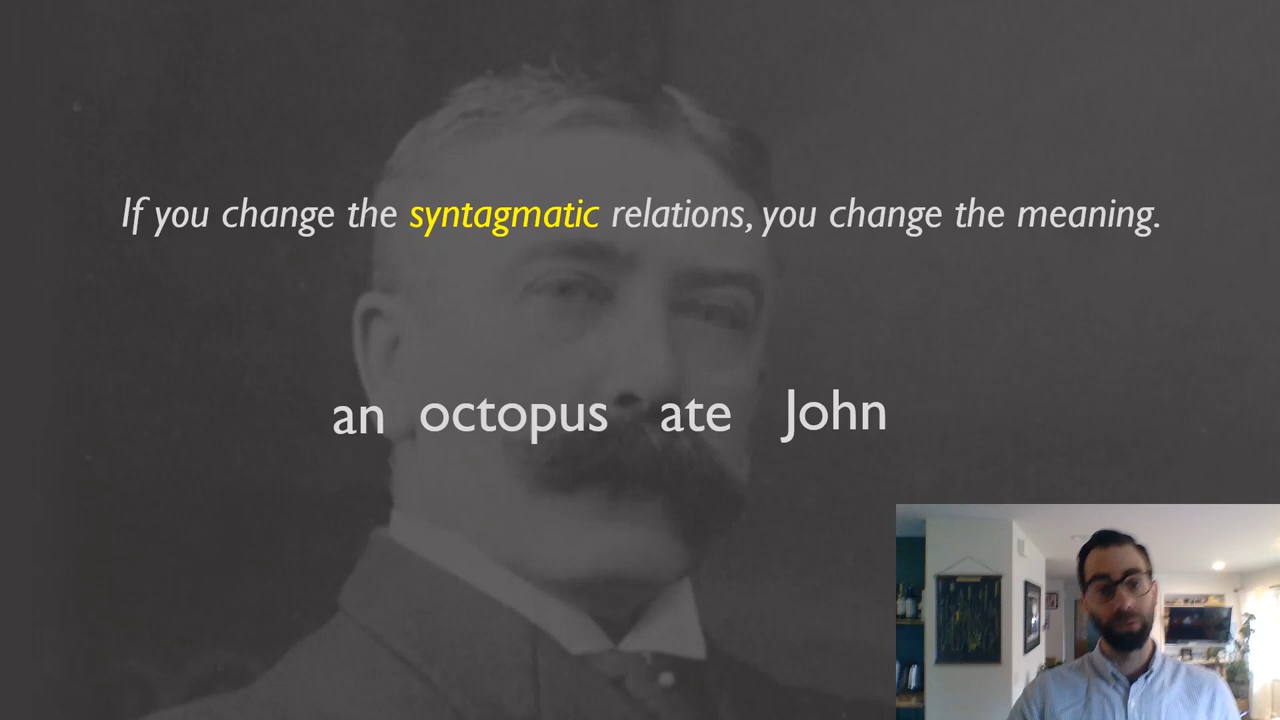 If you change the syntagmatic relations, you change the meaning.
an octopus ate John